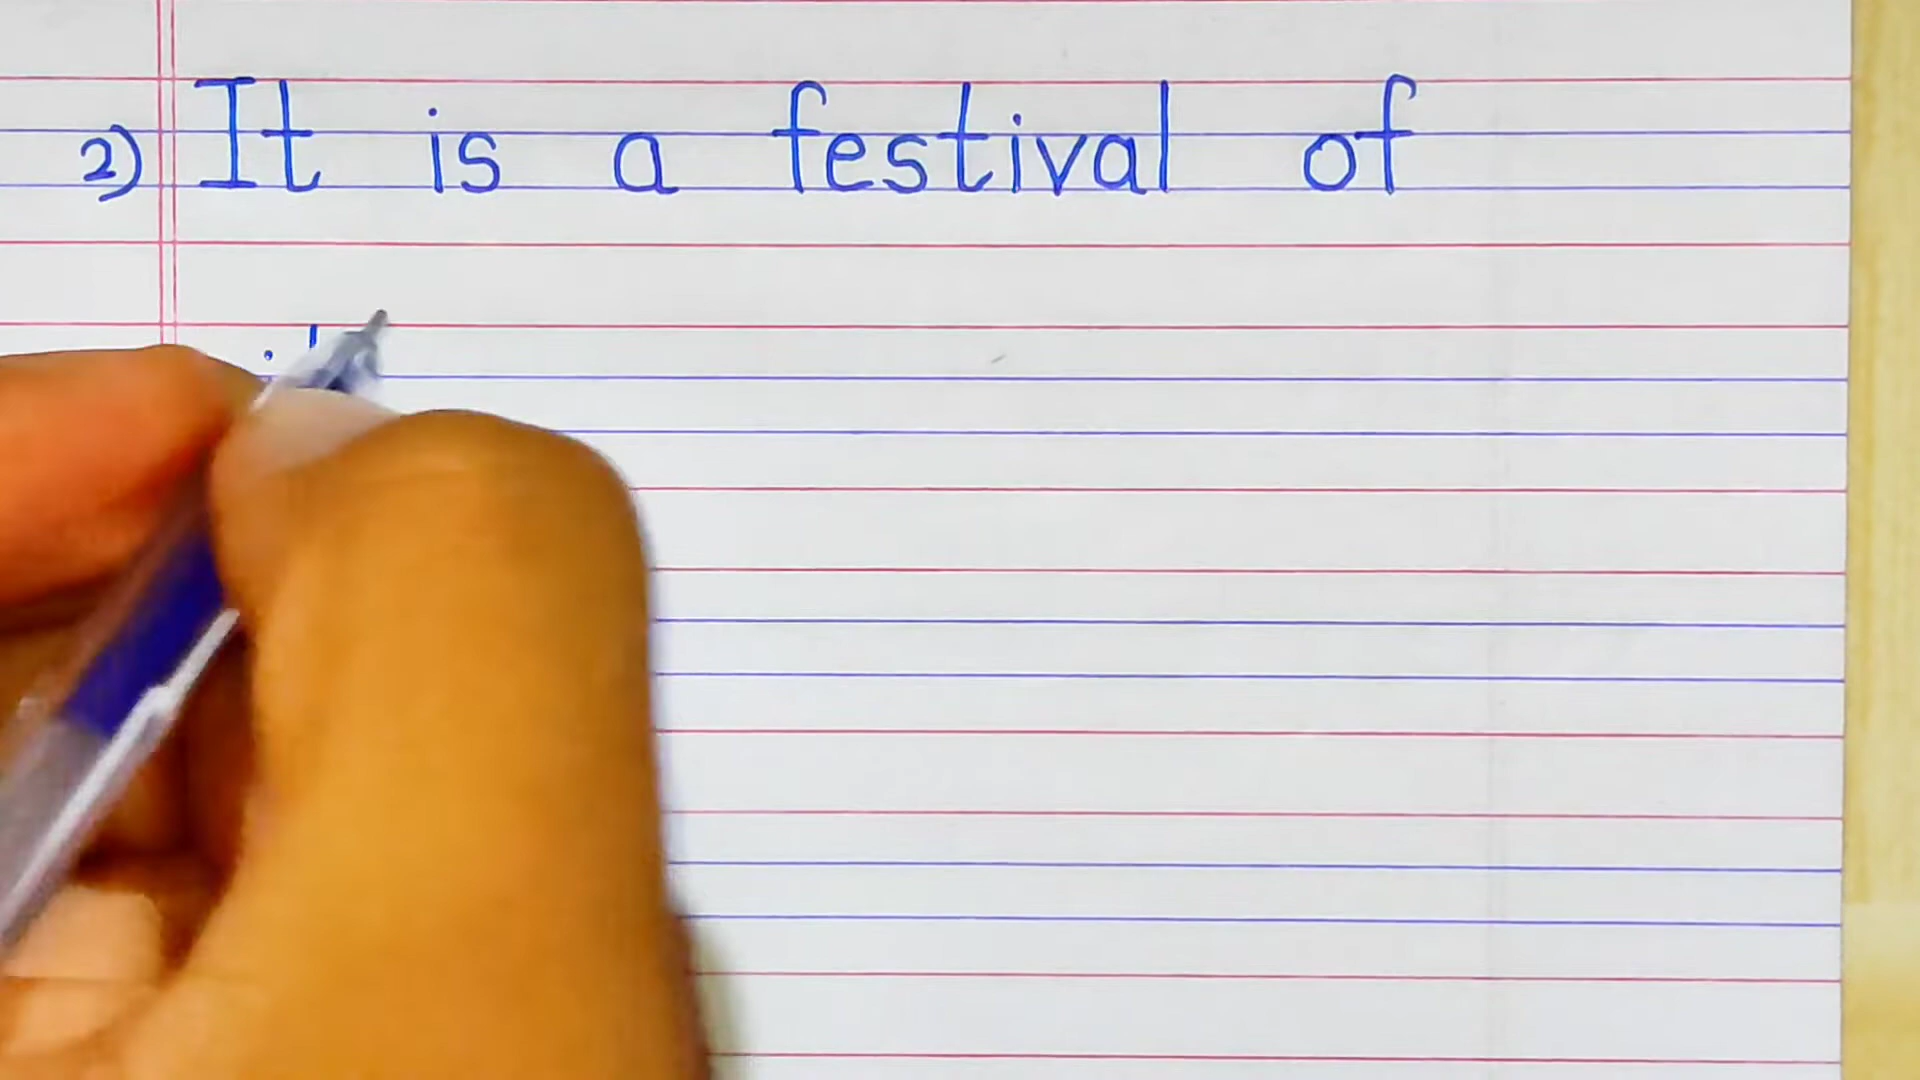 2) It is a festival of